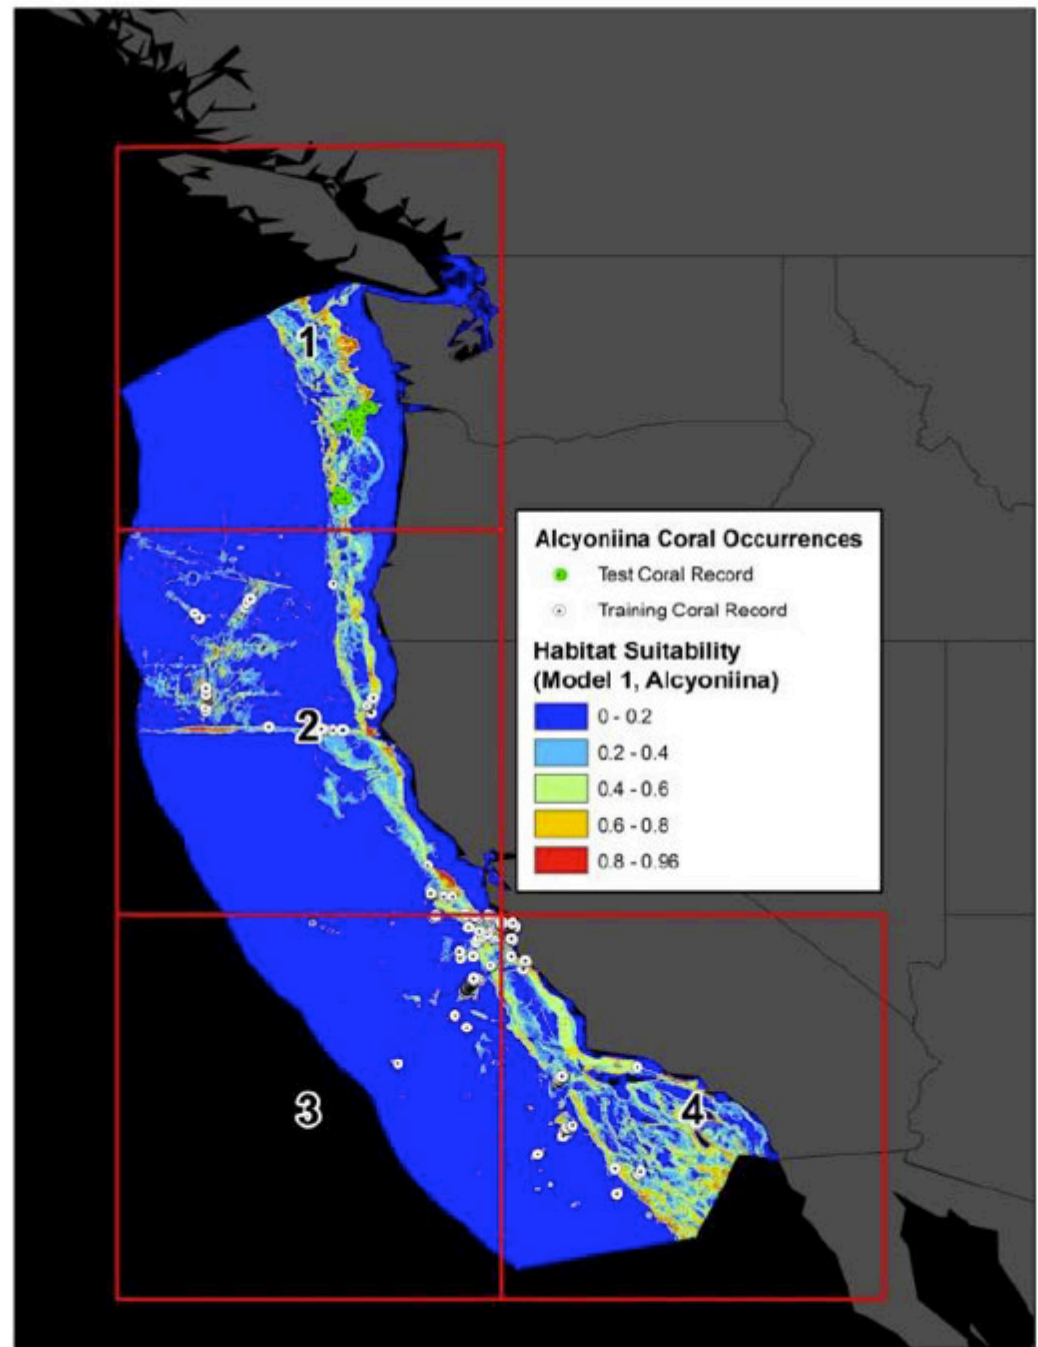 1
Alcyoniina Coral Occurrences
Test Coral Record
Training Coral Record
Habitat Suitability
(Model 1, Alcyoniina)
0 - 0.2
2
0.2 - 0.4
0.4 - 0.6
0.6 - 0.8
0.8 - 0.96
3
4